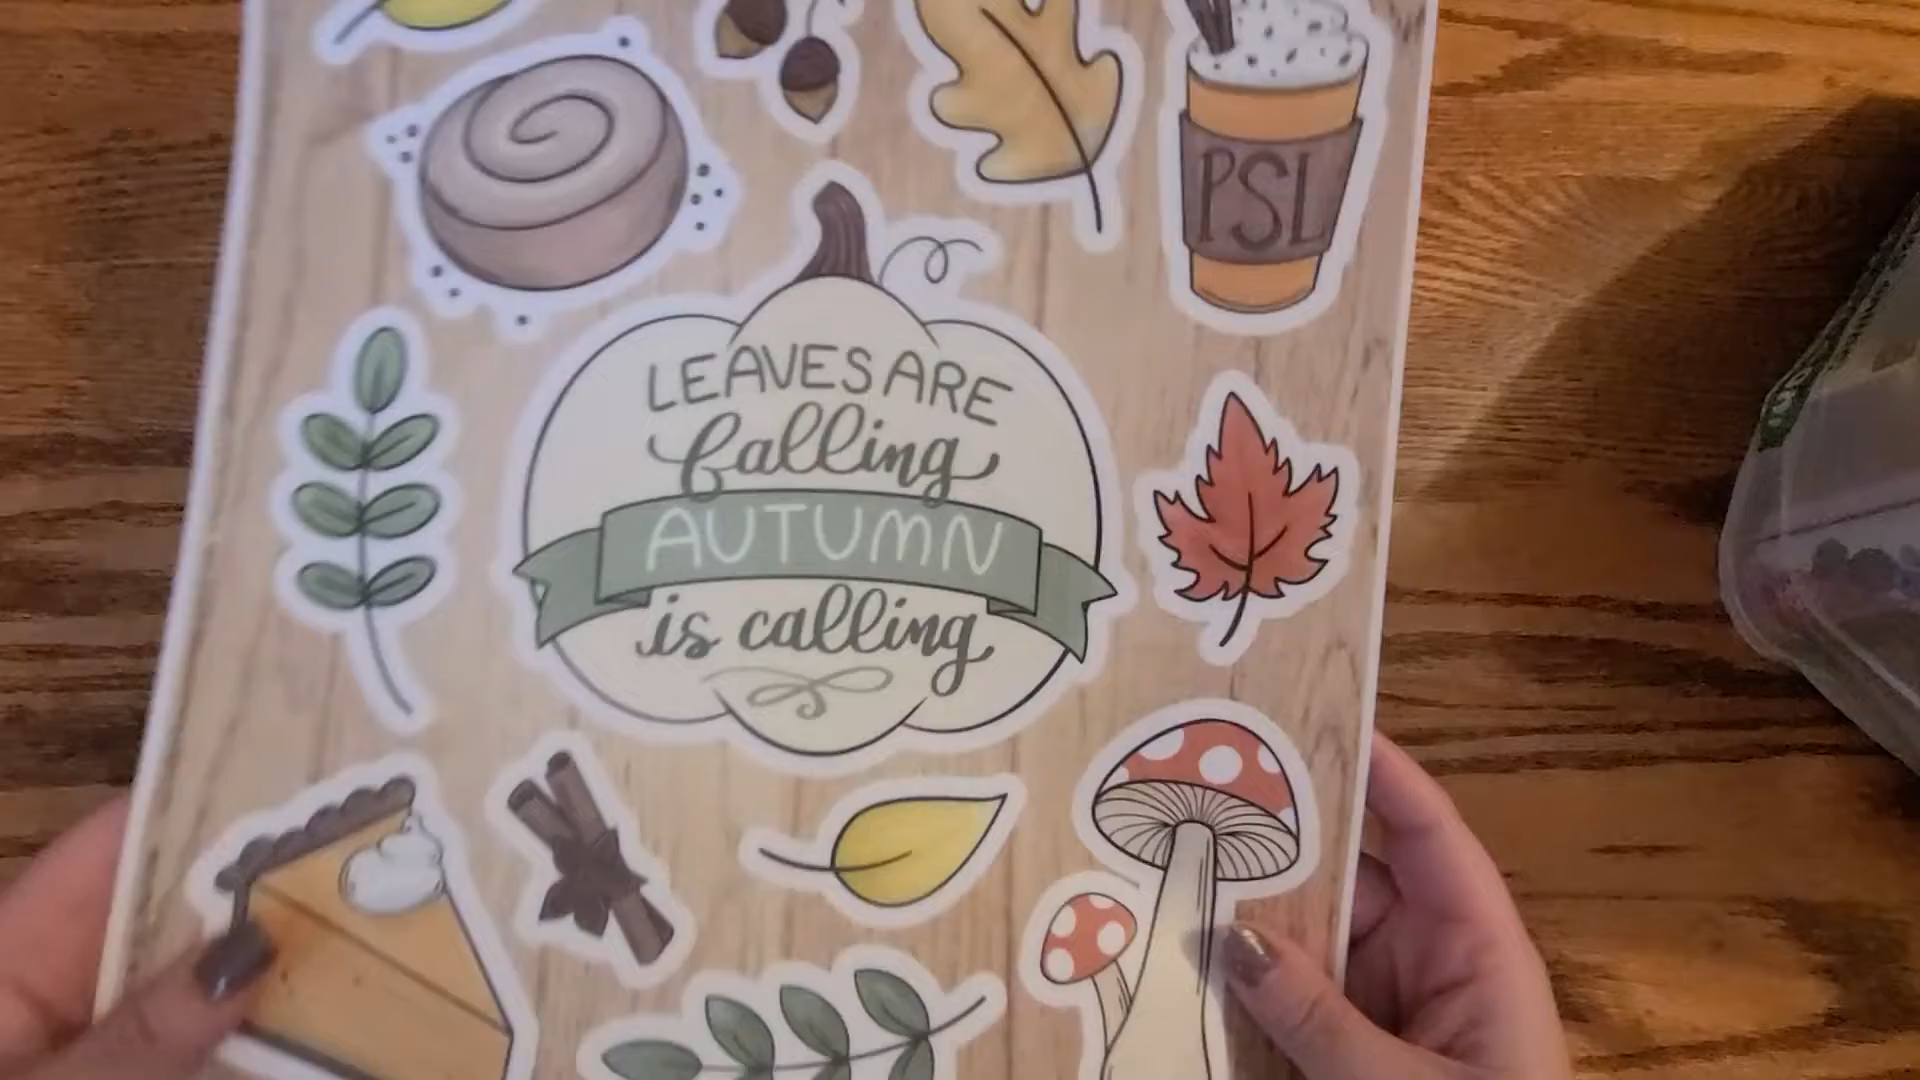 PSL
LEAVES ARE
falling
AUTUMN
is calling